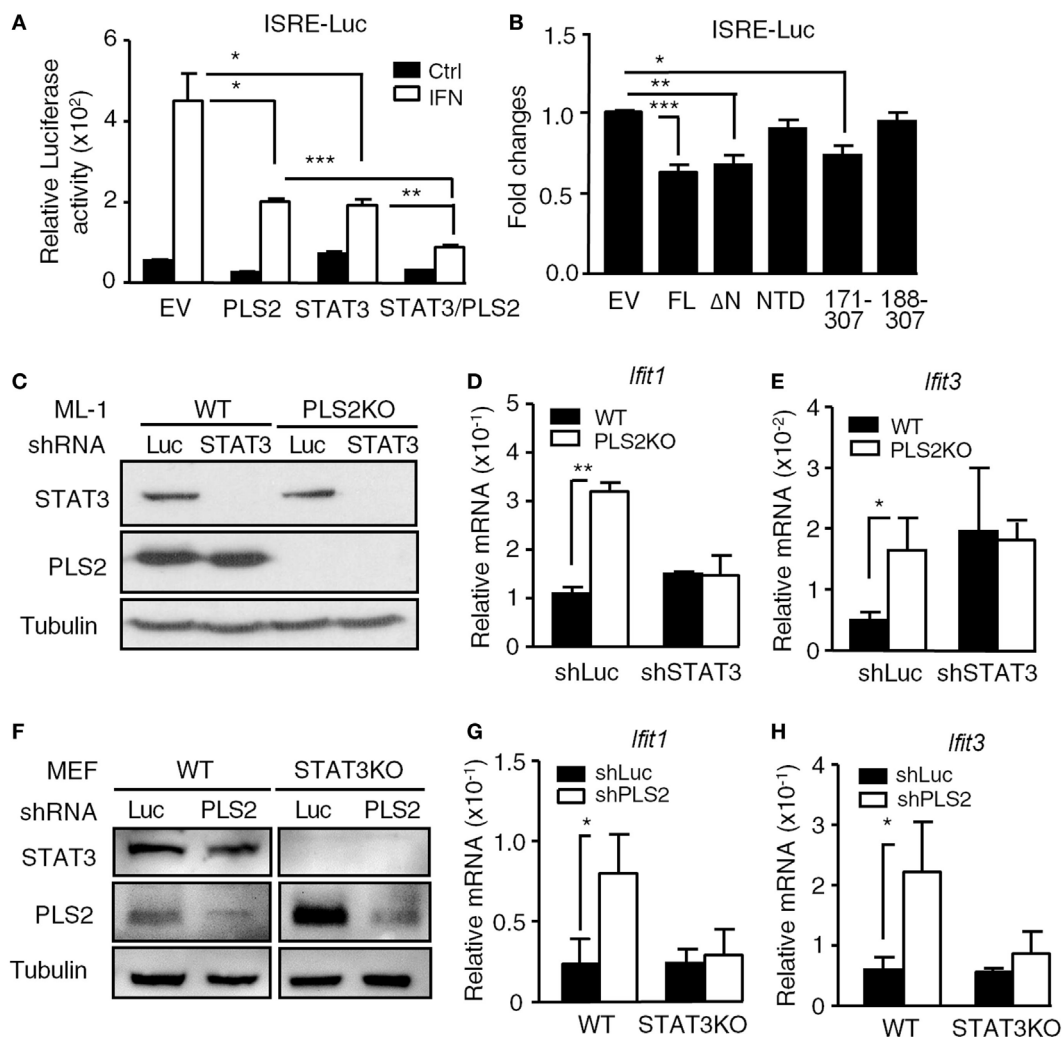 A
ISRE-Luc
Relative Luciferase
activity (x10²)
6
4
2
0
Ctrl
IFN
*
*
***
**
EV PLS2 STAT3 STAT3/PLS2
B
ISRE-Luc
Fold changes
1.5
1.0
0.5
0.0
*
**
***
EV FL ΔN NTD 171-307 188-307
C
ML-1 WT PLS2KO
shRNA Luc STAT3 Luc STAT3
STAT3
PLS2
Tubulin
D
Ifit1
Relative mRNA (x10⁻¹)
5
4
3
2
1
0
WT
PLS2KO
**
shLuc shSTAT3
E
Ifit3
Relative mRNA (x10⁻²)
4
3
2
1
0
WT
PLS2KO
*
shLuc shSTAT3
F
MEF WT STAT3KO
shRNA Luc PLS2 Luc PLS2
STAT3
PLS2
Tubulin
G
Ifit1
Relative mRNA (x10⁻¹)
1.5
1.0
0.5
0
shLuc
shPLS2
*
WT STAT3KO
H
Ifit3
Relative mRNA (x10⁻¹)
4
3
2
1
0
shLuc
shPLS2
*
WT STAT3KO